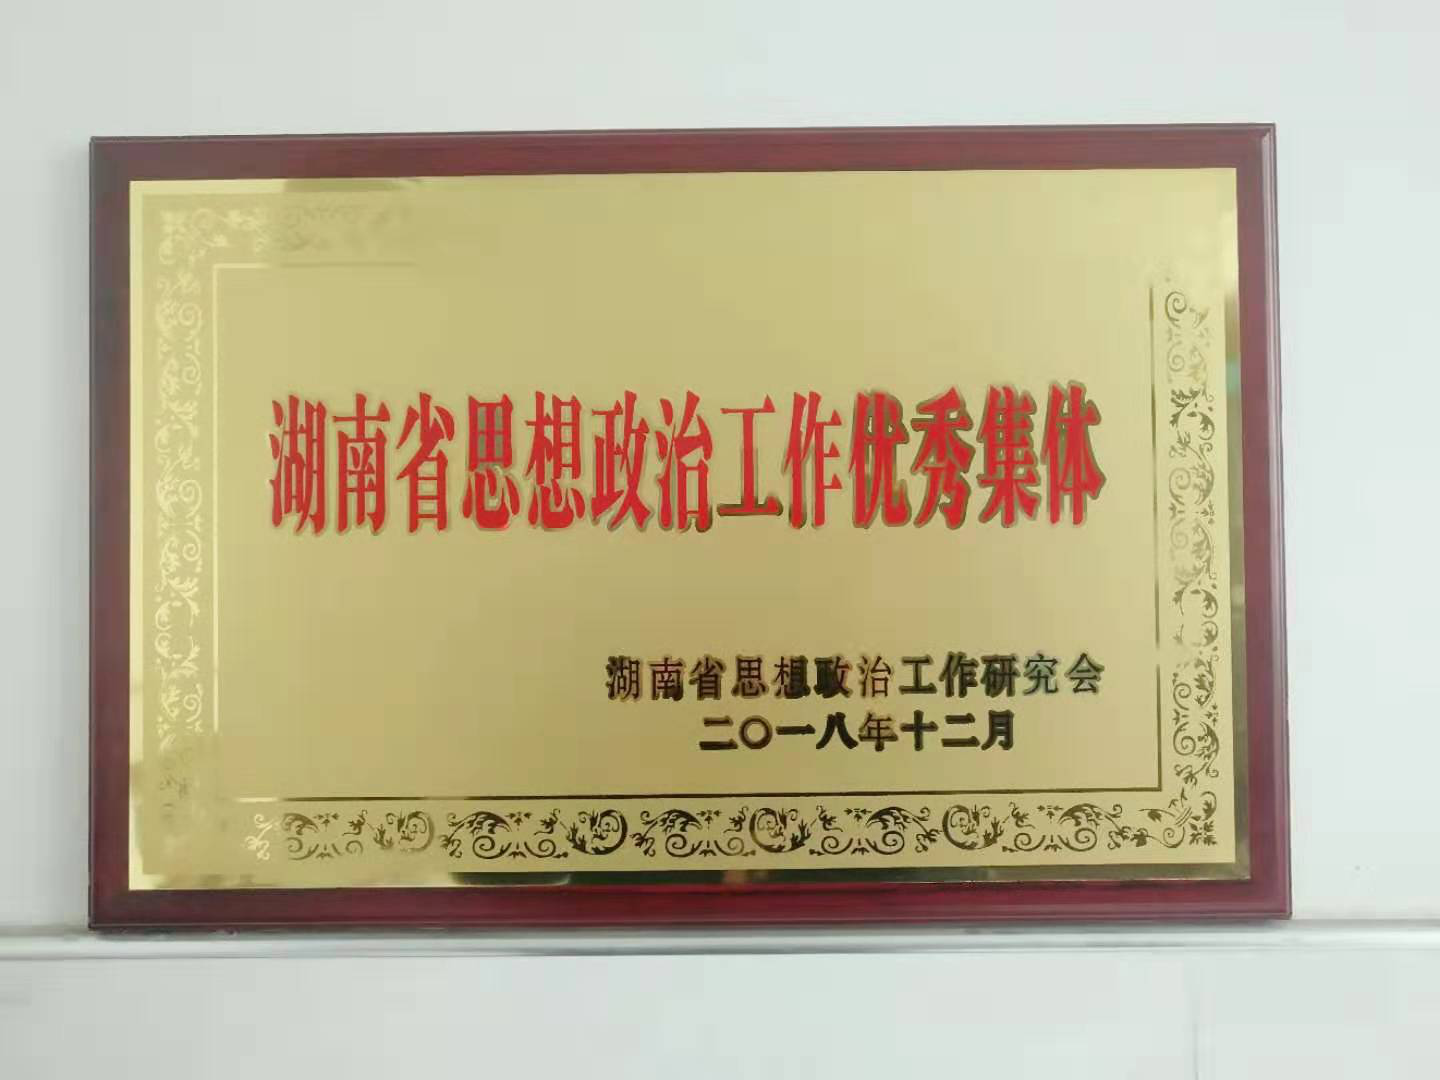 湖南省思想政治工作优秀集体
湖南省思想政治工作研究会
二〇一八年十二月